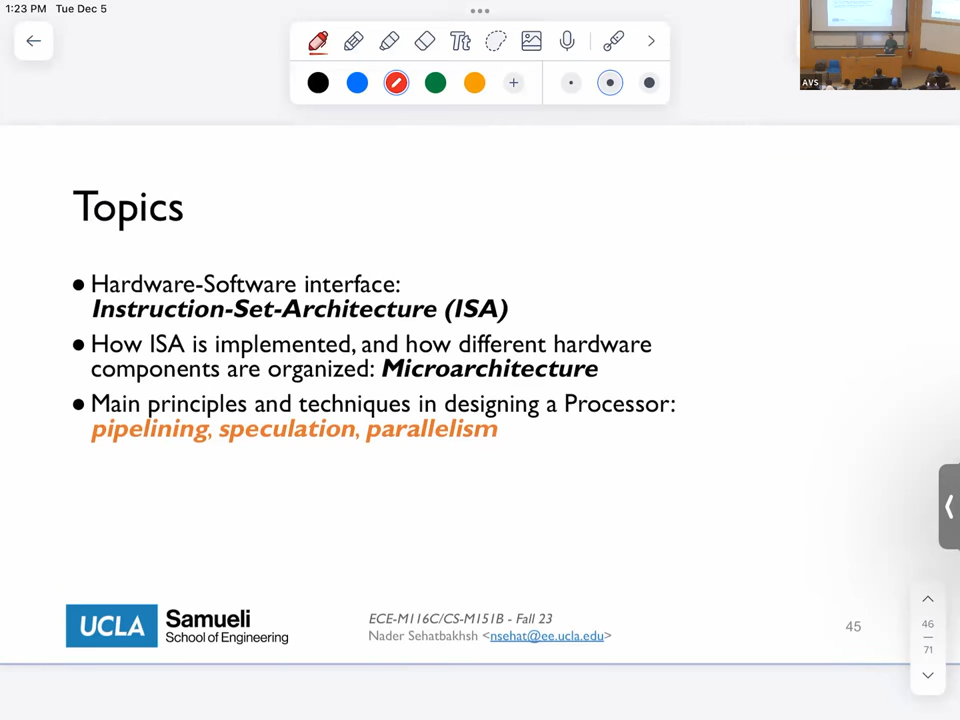 1:23 PM Tue Dec 5
Tt
AVS
Topics
● Hardware-Software interface:
Instruction-Set-Architecture (ISA)
● How ISA is implemented, and how different hardware
components are organized: Microarchitecture
● Main principles and techniques in designing a Processor:
pipelining, speculation, parallelism
UCLA Samueli
School of Engineering
ECE-M116C/CS-M151B - Fall 23
Nader Sehatbakhsh <nsehat@ee.ucla.edu>
45
46
71